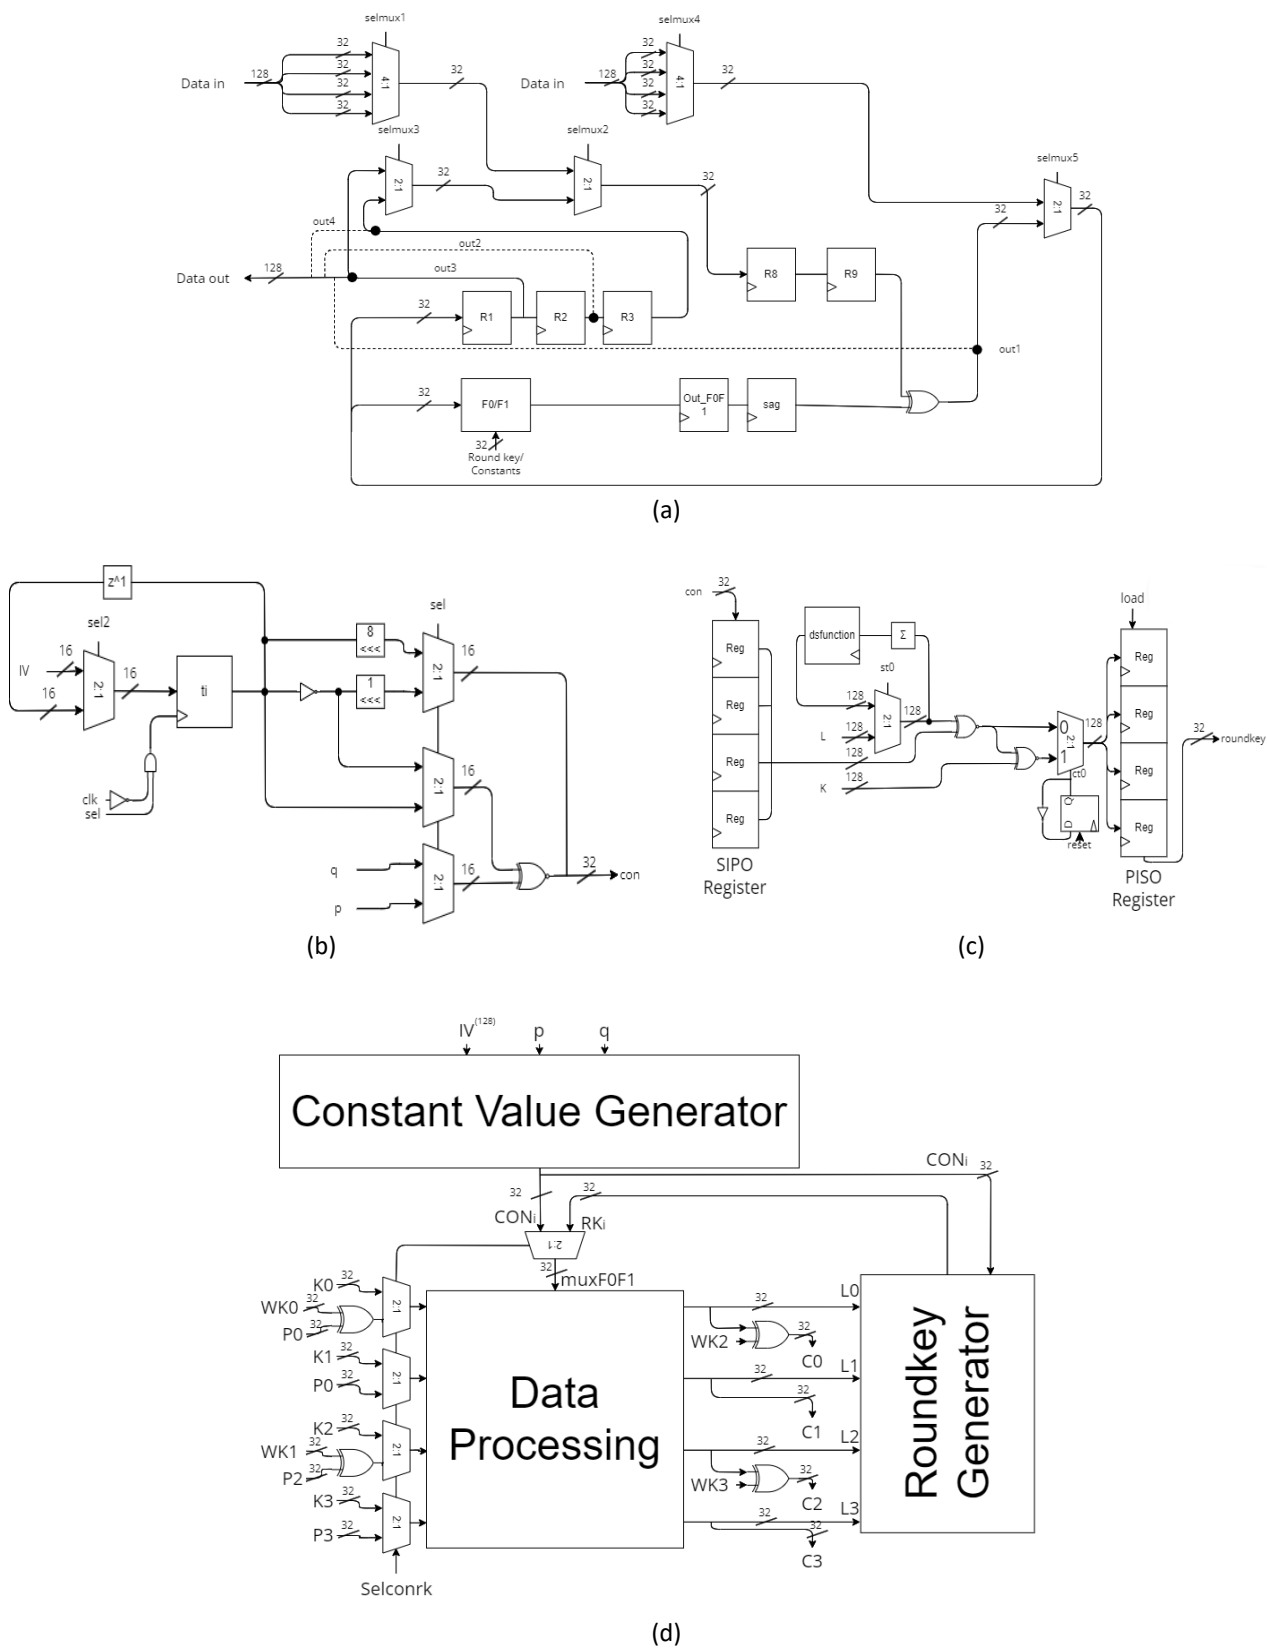 selmux1
selmux4
32
32
128
32
32
32
4:1
Data in
32
32
128
32
32
32
4:1
Data in
selmux3
selmux2
selmux5
2:1
32
2:1
32
2:1
32
32
out4
out2
out3
Data out
128
R8
R9
32
R1
R2
R3
out1
32
F0/F1
Out_F0F
1
sag
32
Round key/
Constants
(a)
z^1
sel2
sel
16
IV
16
2:1
16
ti
8
<<<
1
<<<
2:1
16
2:1
16
clk
sel
q
p
2:1
16
32
con
(b)
con
32
Reg
Reg
Reg
Reg
SIPO
Register
dsfunction
Σ
st0
128
L
128
2:1
128
128
K
128
0
2:1
1
ct0
Q
D
reset
128
load
Reg
Reg
Reg
Reg
32
roundkey
PISO
Register
(c)
IV(128)
p
q
Constant Value Generator
CONi
32
32
32
CONi
RKi
2:1
32
muxF0F1
K0
32
WK0
32
P0
32
2:1
K1
32
P0
32
2:1
K2
32
WK1
32
P2
32
2:1
K3
32
P3
32
2:1
Selconrk
Data
Processing
32
L0
WK2
32
C0
32
L1
32
C1
32
L2
WK3
32
C2
32
L3
32
C3
Roundkey
Generator
(d)